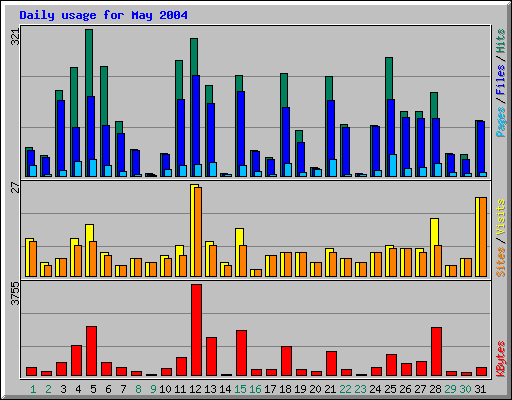 Daily usage for May 2004
321
Pages / Files / Hits
27
Sites / Visits
3755
KBytes
1 2 3 4 5 6 7 8 9 10 11 12 13 14 15 16 17 18 19 20 21 22 23 24 25 26 27 28 29 30 31